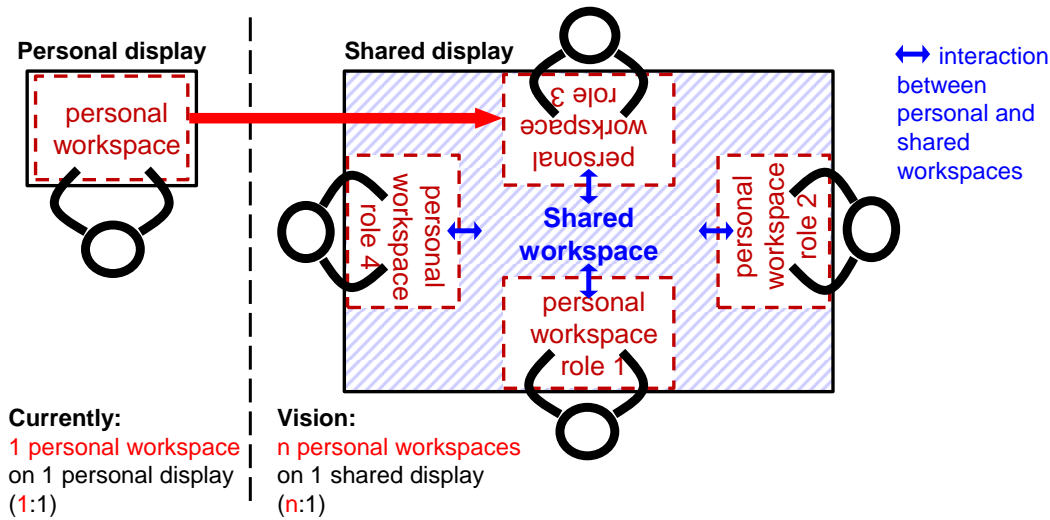 Personal display
personal
workspace
Currently:
1 personal workspace
on 1 personal display
(1:1)
Shared display
personal
workspace
role 3
personal
workspace
role 4
Shared
workspace
personal
workspace
role 2
personal
workspace
role 1
Vision:
n personal workspaces
on 1 shared display
(n:1)
interaction
between
personal and
shared
workspaces